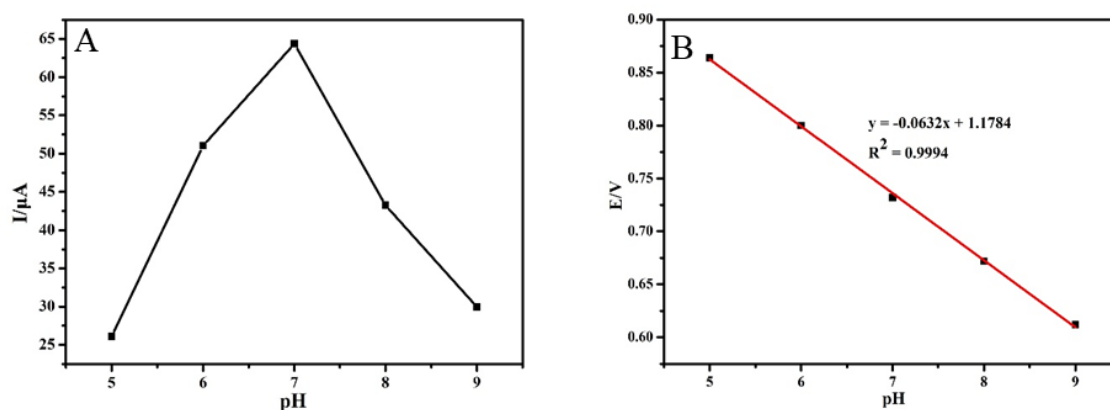 A
I/μA
65
60
55
50
45
40
35
30
25
5 6 7 8 9
pH
B
E/V
0.90
0.85
0.80
0.75
0.70
0.65
0.60
y = -0.0632x + 1.1784
R² = 0.9994
5 6 7 8 9
pH